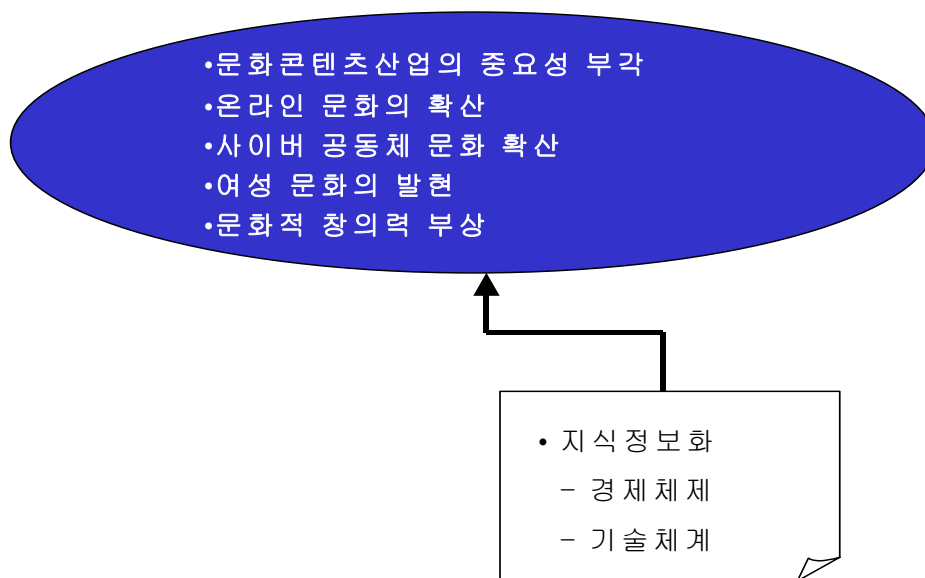 •문화콘텐츠산업의 중요성 부각
•온라인 문화의 확산
•사이버 공동체 문화 확산
•여성 문화의 발현
•문화적 창의력 부상
• 지식정보화
– 경제체제
– 기술체계